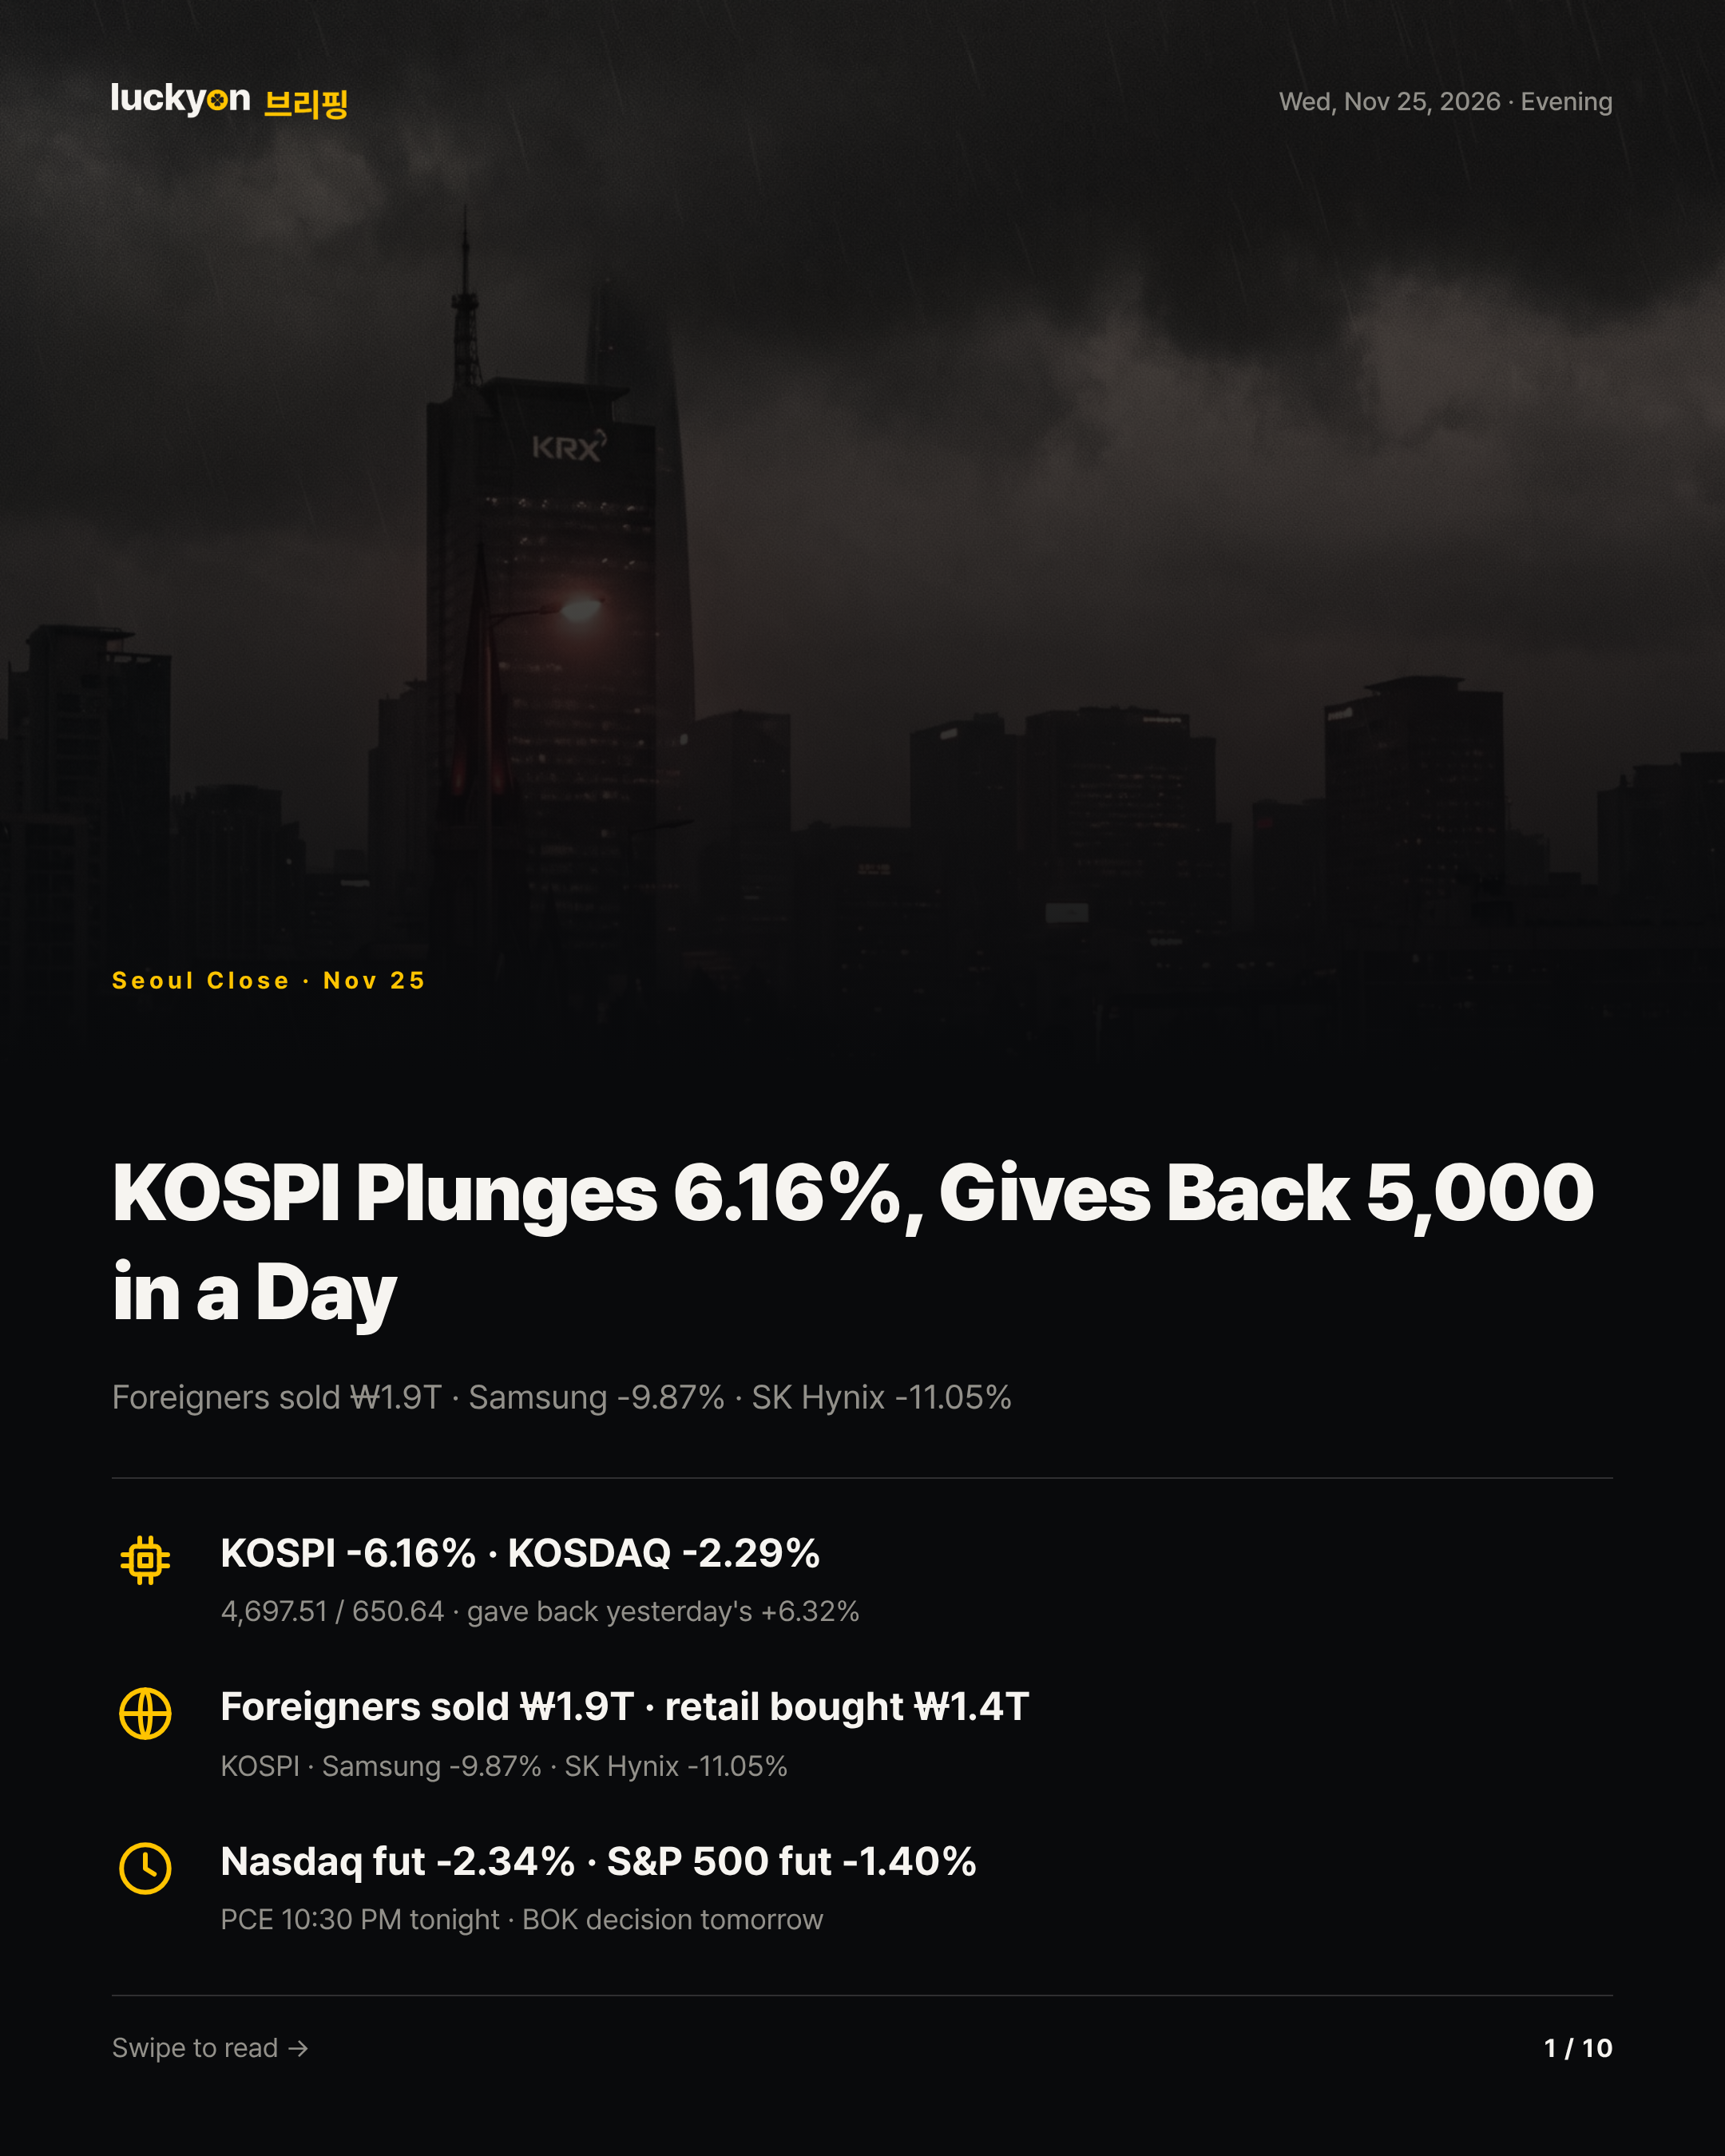 luckyon 브리핑
Wed, Nov 25, 2026 · Evening
KRX
Seoul Close · Nov 25
KOSPI Plunges 6.16%, Gives Back 5,000
in a Day
Foreigners sold ₩1.9T · Samsung -9.87% · SK Hynix -11.05%
KOSPI -6.16% · KOSDAQ -2.29%
4,697.51 / 650.64 · gave back yesterday's +6.32%
Foreigners sold ₩1.9T · retail bought ₩1.4T
KOSPI · Samsung -9.87% · SK Hynix -11.05%
Nasdaq fut -2.34% · S&P 500 fut -1.40%
PCE 10:30 PM tonight · BOK decision tomorrow
Swipe to read →
1 / 10